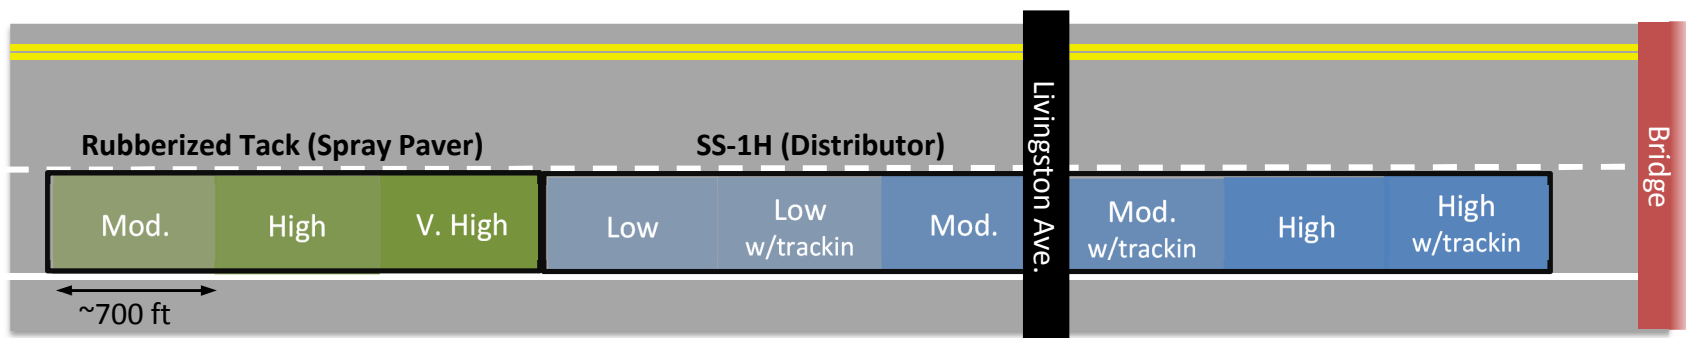 Rubberized Tack (Spray Paver)
SS-1H (Distributor)
Mod.
High
V. High
Low
Low
w/trackin
Mod.
Livingston Ave.
Mod.
w/trackin
High
High
w/trackin
Bridge
~700 ft